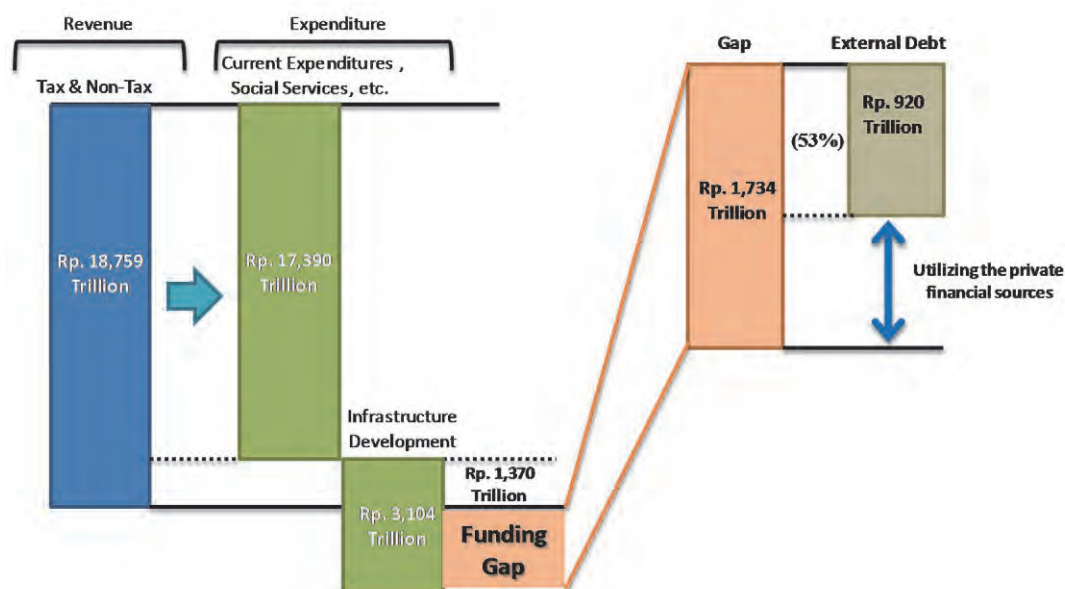 Revenue
Expenditure
Tax & Non-Tax
Current Expenditures ,
Social Services, etc.
Rp. 18,759
Trillion
Rp. 17,390
Trillion
Infrastructure
Development
Rp. 3,104
Trillion
Rp. 1,370
Trillion
Funding
Gap
Gap
External Debt
Rp. 1,734
Trillion
(53%)
Rp. 920
Trillion
Utilizing the private
financial sources